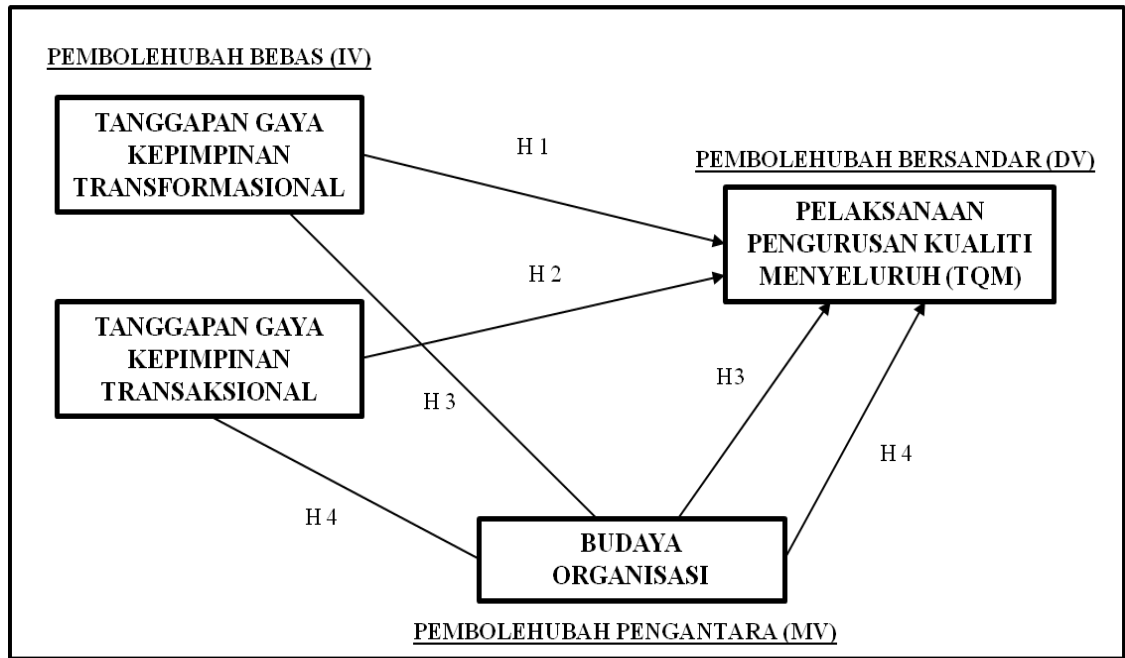 PEMBOLEHUBAH BEBAS (IV)
TANGGAPAN GAYA
KEPIMPINAN
TRANSFORMASIONAL
H 1
PEMBOLEHUBAH BERSANDAR (DV)
PELAKSANAAN
PENGURUSAN KUALITI
MENYELURUH (TQM)
H 2
TANGGAPAN GAYA
KEPIMPINAN
TRANSAKSIONAL
H 3
H3
H 4
H 4
BUDAYA
ORGANISASI
PEMBOLEHUBAH PENGANTARA (MV)